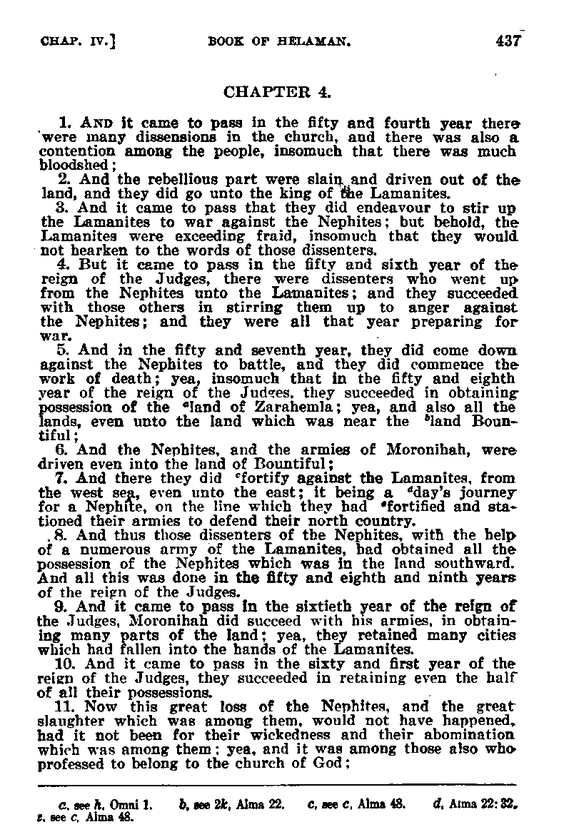 CHAP. IV.] BOOK OF HELAMAN. 437
CHAPTER 4.
1. AND it came to pass in the fifty and fourth year there
were many dissensions in the church, and there was also a
contention among the people, insomuch that there was much
bloodshed;
2. And the rebellious part were slain and driven out of the
land, and they did go unto the king of the Lamanites.
3. And it came to pass that they did endeavour to stir up
the Lamanites to war against the Nephites; but behold, the
Lamanites were exceeding fraid, insomuch that they would
not hearken to the words of those dissenters.
4. But it came to pass in the fifty and sixth year of the
reign of the Judges, there were dissenters who went up
from the Nephites unto the Lamanites; and they succeeded
with those others in stirring them up to anger against
the Nephites; and they were all that year preparing for
war.
5. And in the fifty and seventh year, they did come down
against the Nephites to battle, and they did commence the
work of death; yea, insomuch that in the fifty and eighth
year of the reign of the Judges, they succeeded in obtaining
possession of the ᵃland of Zarahemla; yea, and also all the
lands, even unto the land which was near the ᵇland Boun-
tiful;
6. And the Nephites, and the armies of Moronihah, were
driven even into the land of Bountiful;
7. And there they did ᶜfortify against the Lamanites, from
the west sea, even unto the east; it being a ᵈday's journey
for a Nephite, on the line which they had ᵉfortified and sta-
tioned their armies to defend their north country.
8. And thus those dissenters of the Nephites, with the help
of a numerous army of the Lamanites, had obtained all the
possession of the Nephites which was in the land southward.
And all this was done in the fifty and eighth and ninth years
of the reign of the Judges.
9. And it came to pass in the sixtieth year of the reign of
the Judges, Moronihah did succeed with his armies, in obtain-
ing many parts of the land; yea, they retained many cities
which had fallen into the hands of the Lamanites.
10. And it came to pass in the sixty and first year of the
reign of the Judges, they succeeded in retaining even the half
of all their possessions.
11. Now this great loss of the Nephites, and the great
slaughter which was among them, would not have happened,
had it not been for their wickedness and their abomination
which was among them; yea, and it was among those also who
professed to belong to the church of God;
a, see h, Omni 1. b, see 2k, Alma 22. c, see c, Alma 48. d, Alma 22:32.
e, see c, Alma 48.